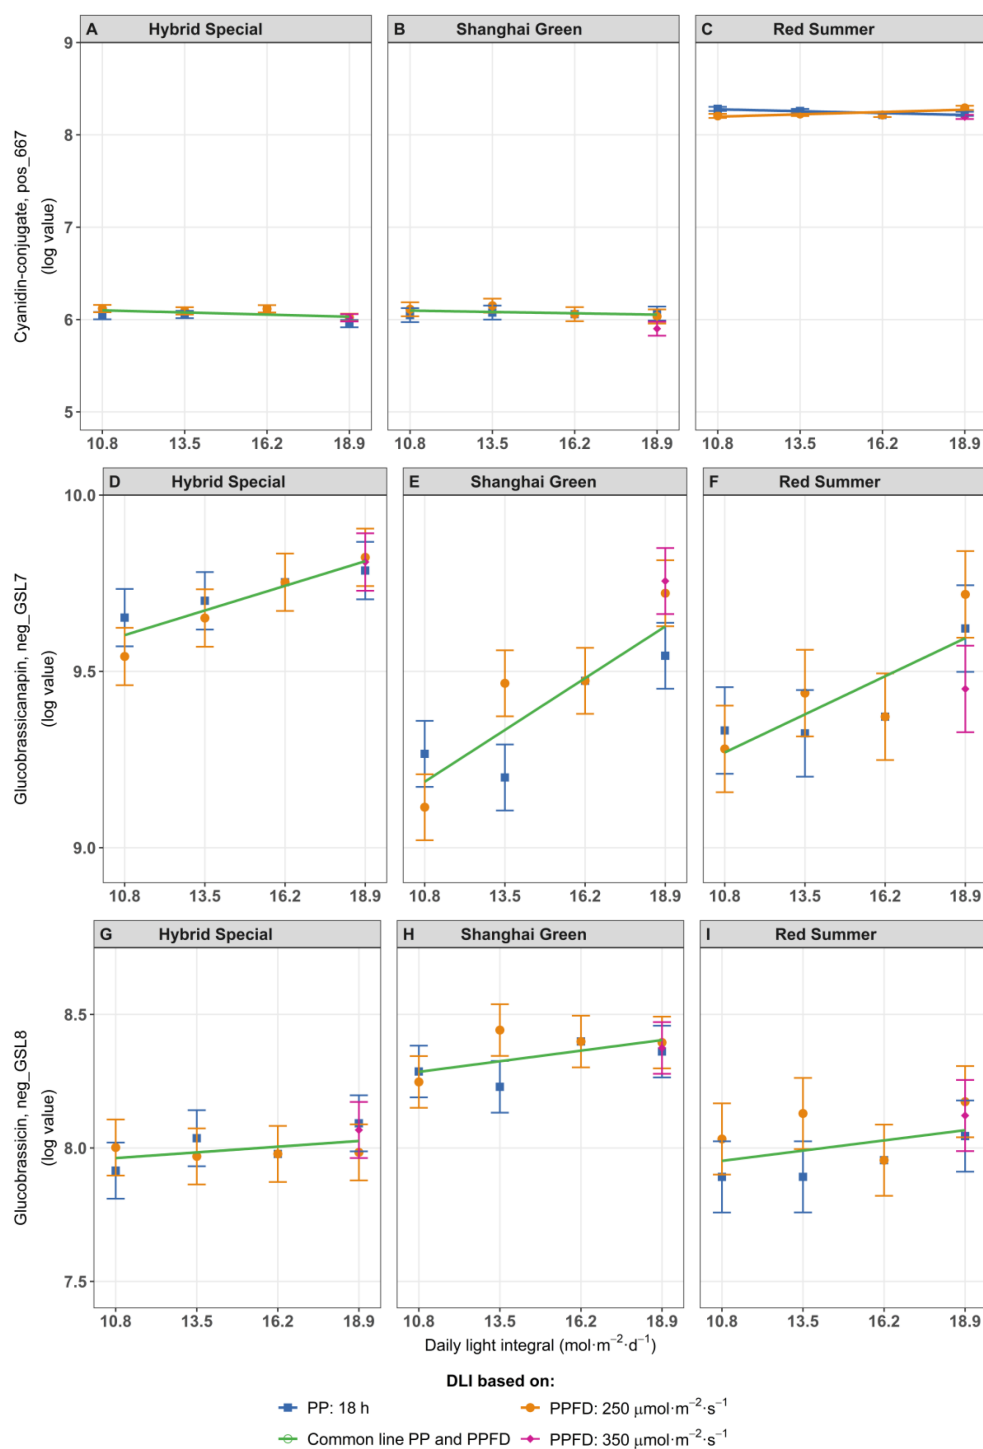 A Hybrid Special
B Shanghai Green
C Red Summer
Cyanidin-conjugate, pos_667
(log value)
9
8
7
6
5
10.8 13.5 16.2 18.9
10.8 13.5 16.2 18.9
10.8 13.5 16.2 18.9
D Hybrid Special
E Shanghai Green
F Red Summer
Glucobrassicanapin, neg_GSL7
(log value)
10.0
9.5
9.0
10.8 13.5 16.2 18.9
10.8 13.5 16.2 18.9
10.8 13.5 16.2 18.9
G Hybrid Special
H Shanghai Green
I Red Summer
Glucobrassicin, neg_GSL8
(log value)
8.5
8.0
7.5
10.8 13.5 16.2 18.9
10.8 13.5 16.2 18.9
10.8 13.5 16.2 18.9
Daily light integral (mol·m⁻²·d⁻¹)
DLI based on:
PP: 18 h
PPFD: 250 μmol·m⁻²·s⁻¹
Common line PP and PPFD
PPFD: 350 μmol·m⁻²·s⁻¹